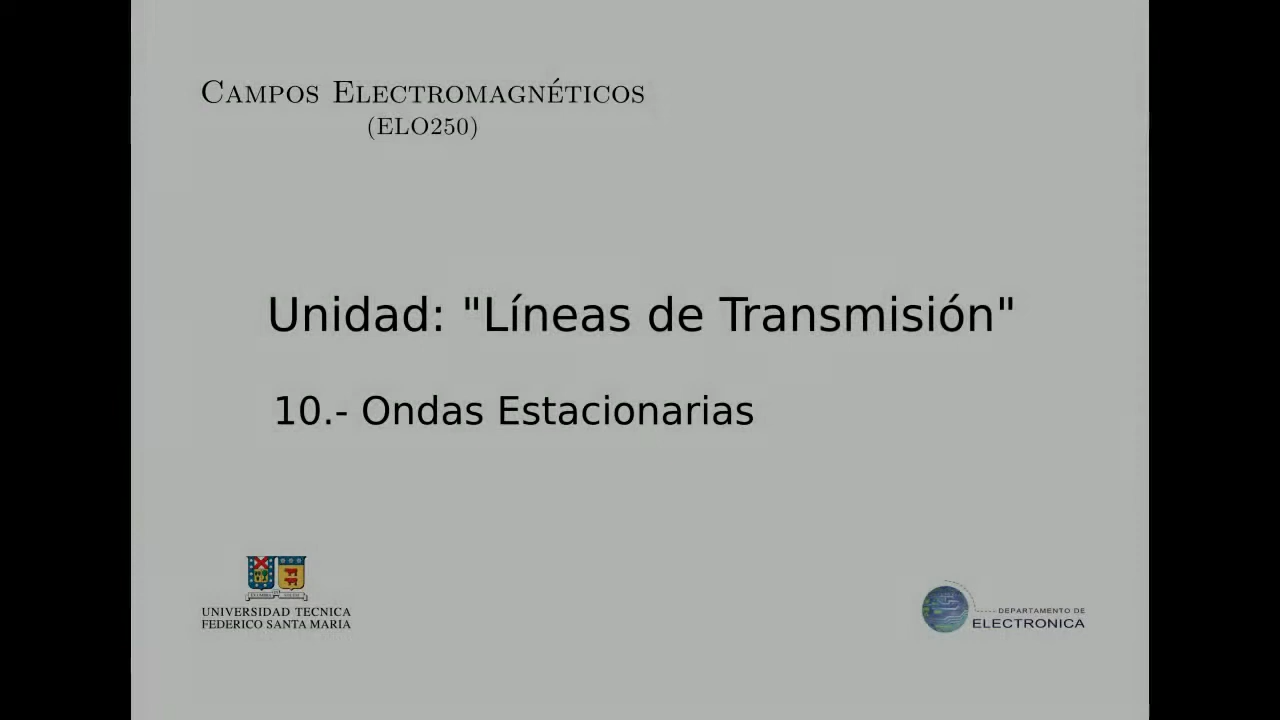 Campos Electromagnéticos
(ELO250)
Unidad: "Líneas de Transmisión"
10.- Ondas Estacionarias
UNIVERSIDAD TECNICA
FEDERICO SANTA MARIA
DEPARTAMENTO DE
ELECTRONICA